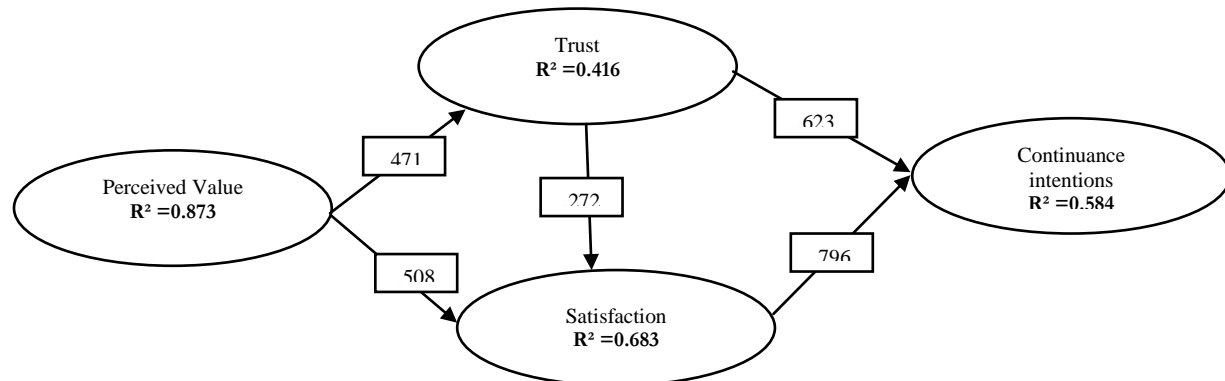 Trust
R² =0.416
623
471
Continuance
intentions
R² =0.584
Perceived Value
R² =0.873
272
796
508
Satisfaction
R² =0.683